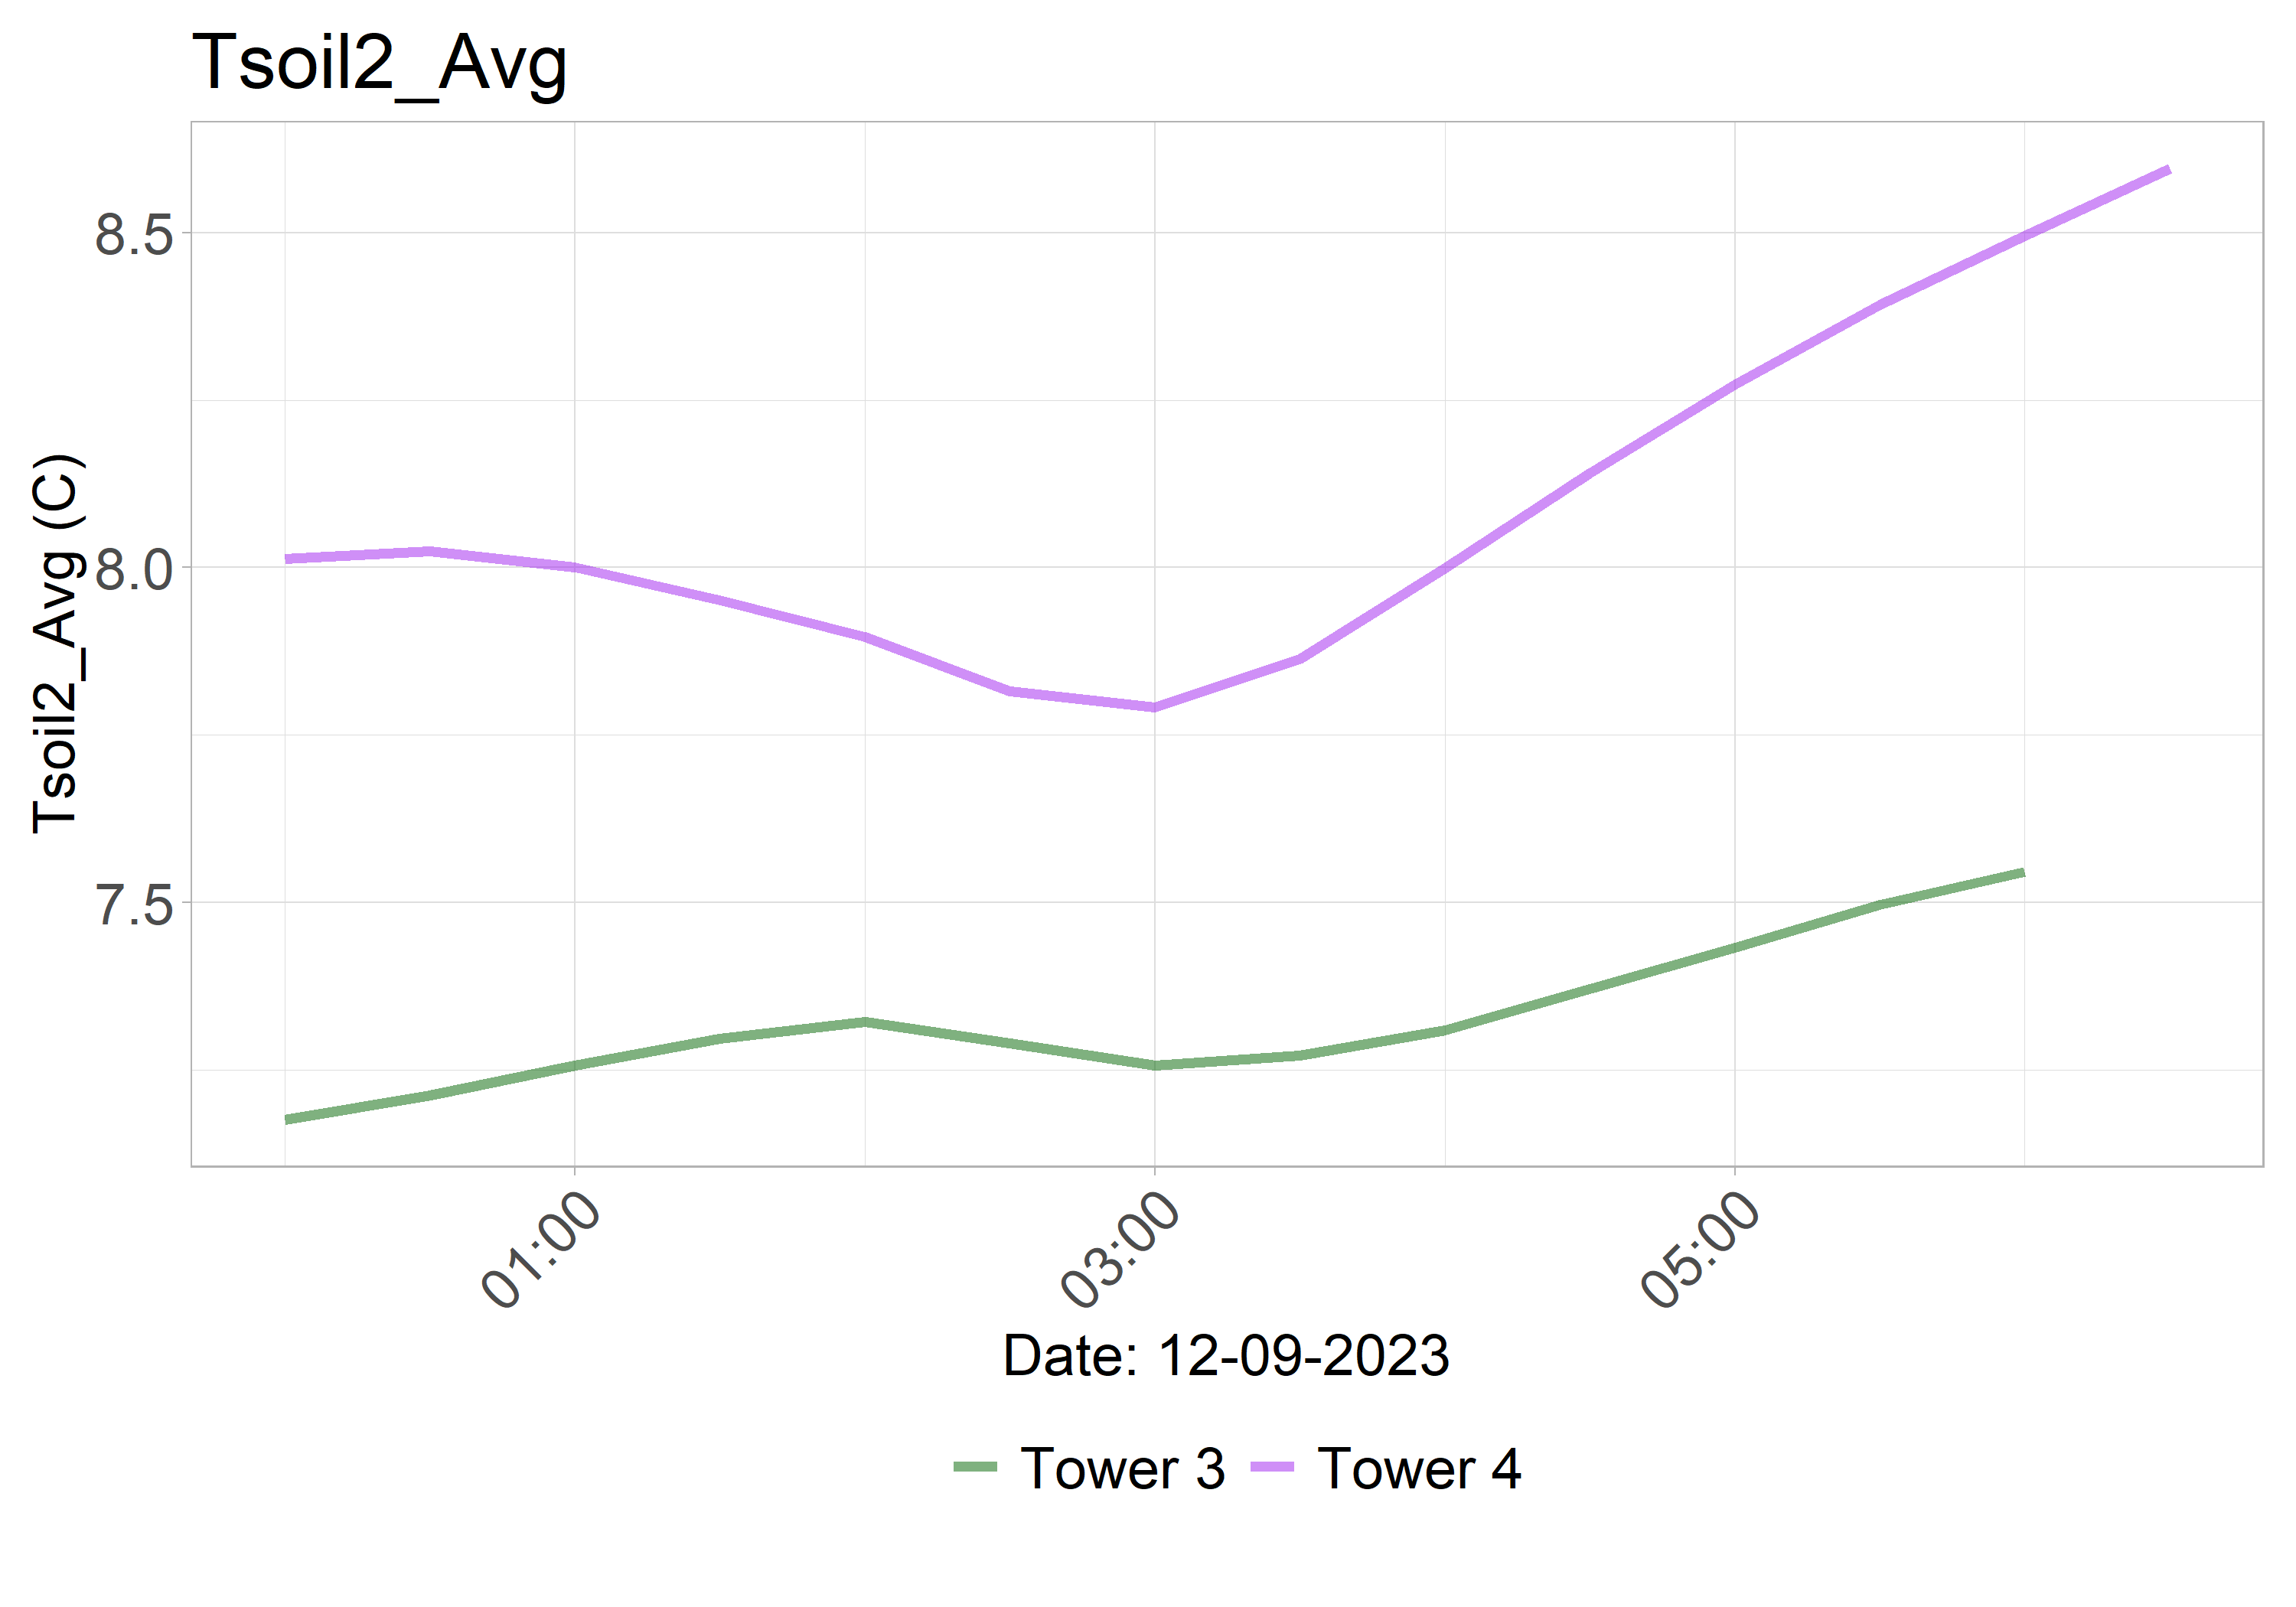 Tsoil2_Avg
Tsoil2_Avg (C)
8.5
8.0
7.5
01:00
03:00
05:00
Date: 12-09-2023
Tower 3
Tower 4